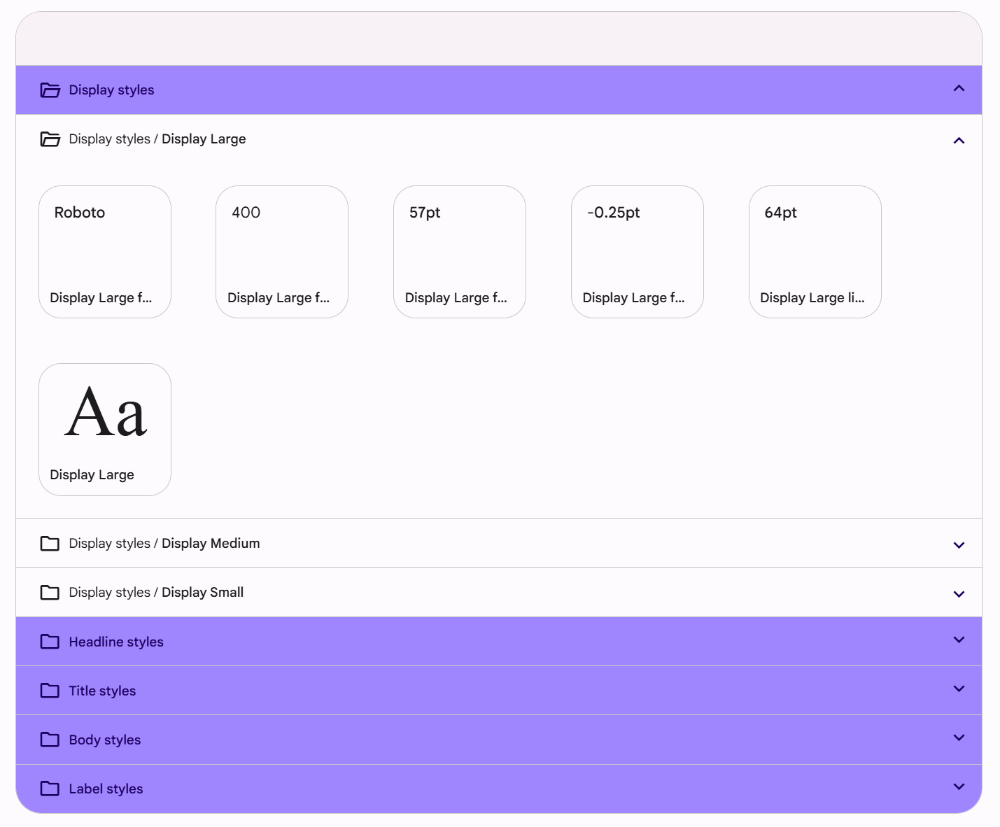 Display styles
Display styles / Display Large
Roboto
400
57pt
-0.25pt
64pt
Display Large f...
Display Large f...
Display Large f...
Display Large f...
Display Large li...
Aa
Display Large
Display styles / Display Medium
Display styles / Display Small
Headline styles
Title styles
Body styles
Label styles